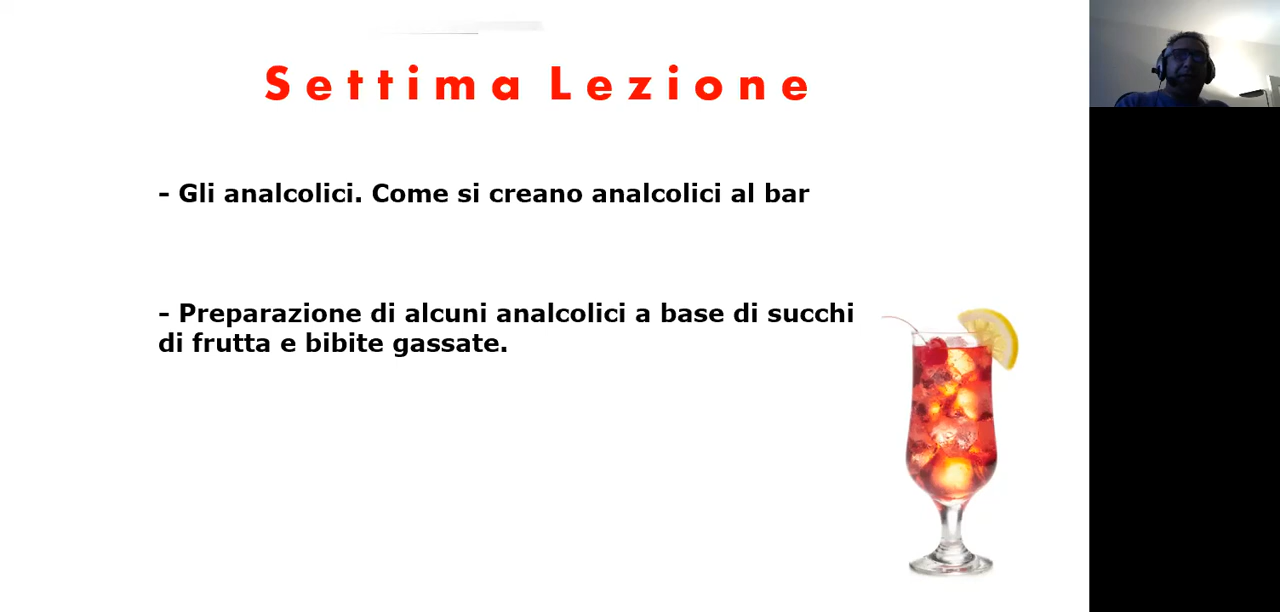 Settima Lezione
- Gli analcolici. Come si creano analcolici al bar
- Preparazione di alcuni analcolici a base di succhi
di frutta e bibite gassate.